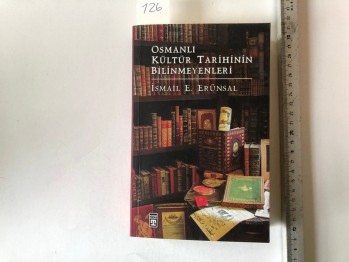 126
OSMANLI
KÜLTÜR TARİHİNİN
BİLİNMEYENLERİ
İSMAİL E. ERÜNSAL